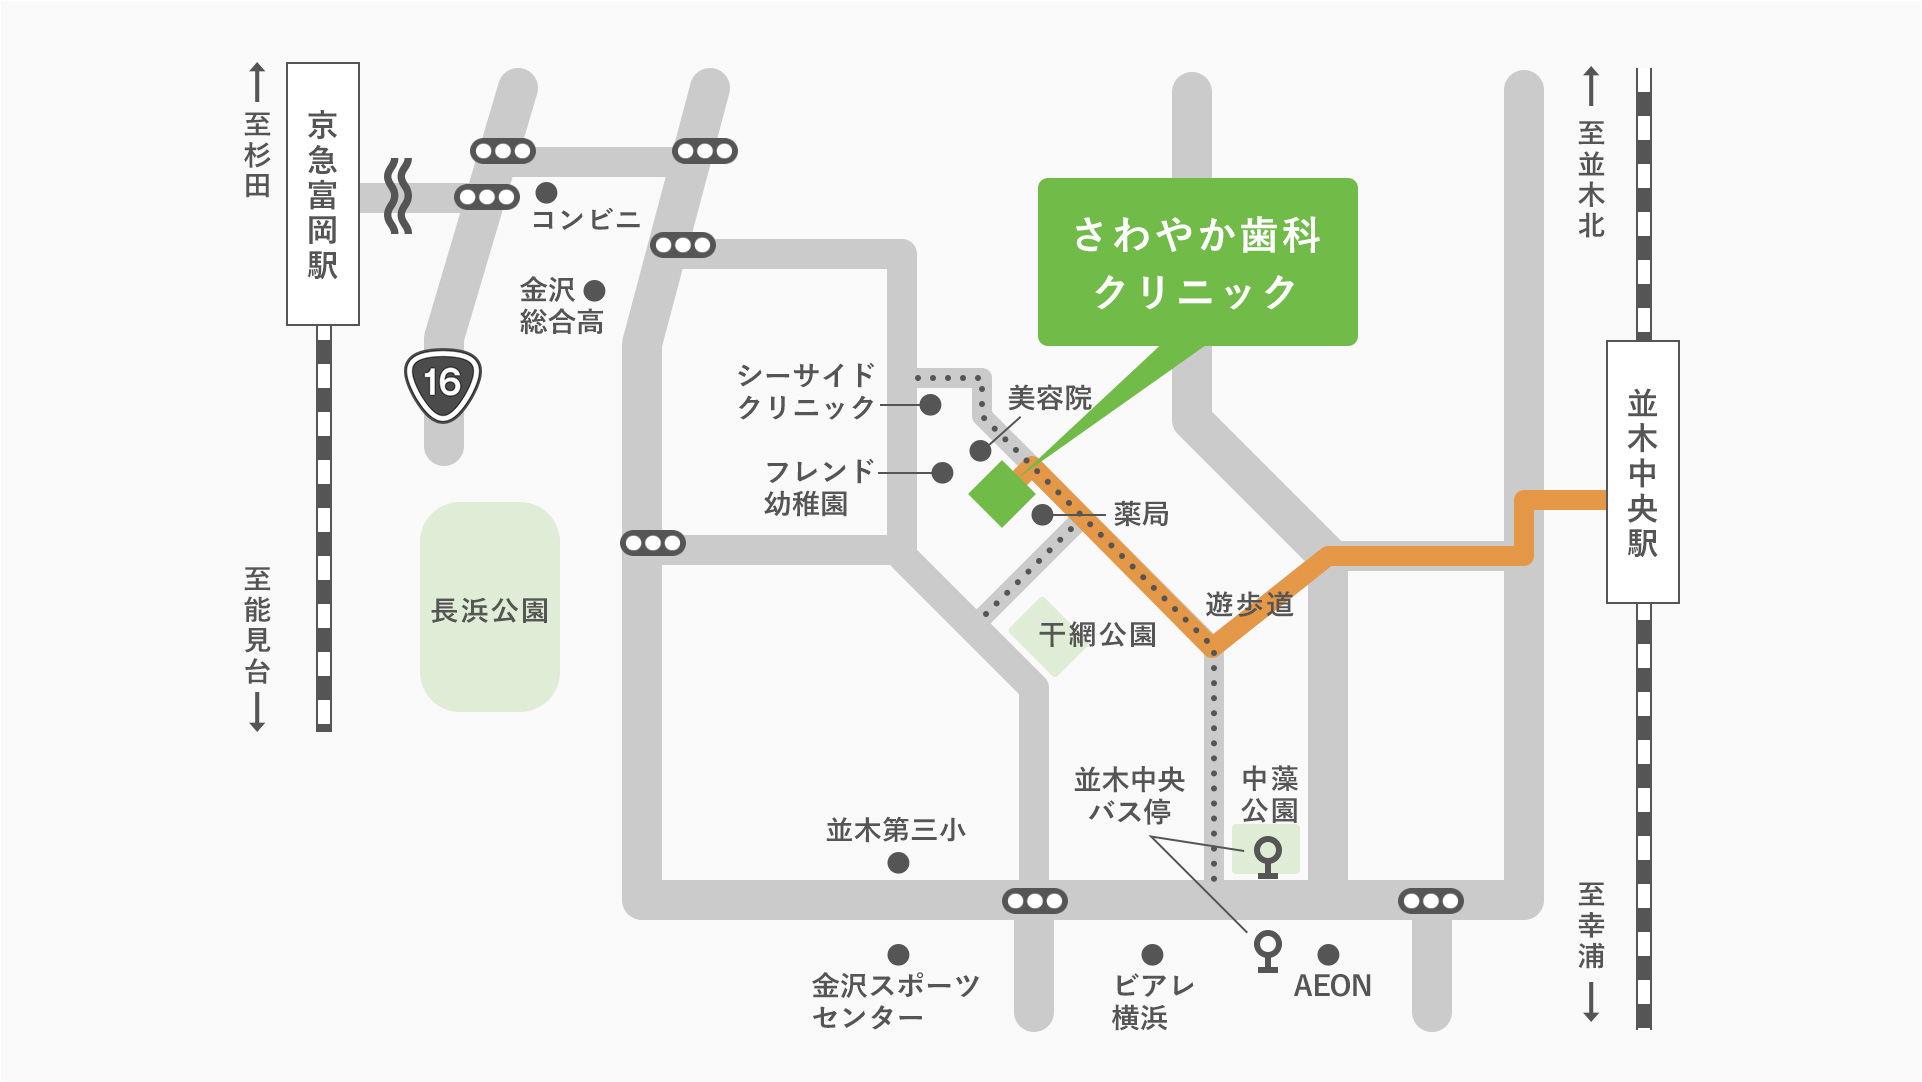 至杉田
京急富岡駅
至能見台
16
コンビニ
金沢
総合高
長浜公園
シーサイド
クリニック
フレンド
幼稚園
美容院
さわやか歯科
クリニック
薬局
遊歩道
干網公園
並木中央
バス停
中藻
公園
並木第三小
金沢スポーツ
センター
ビアレ
横浜
AEON
至並木北
並木中央駅
至幸浦